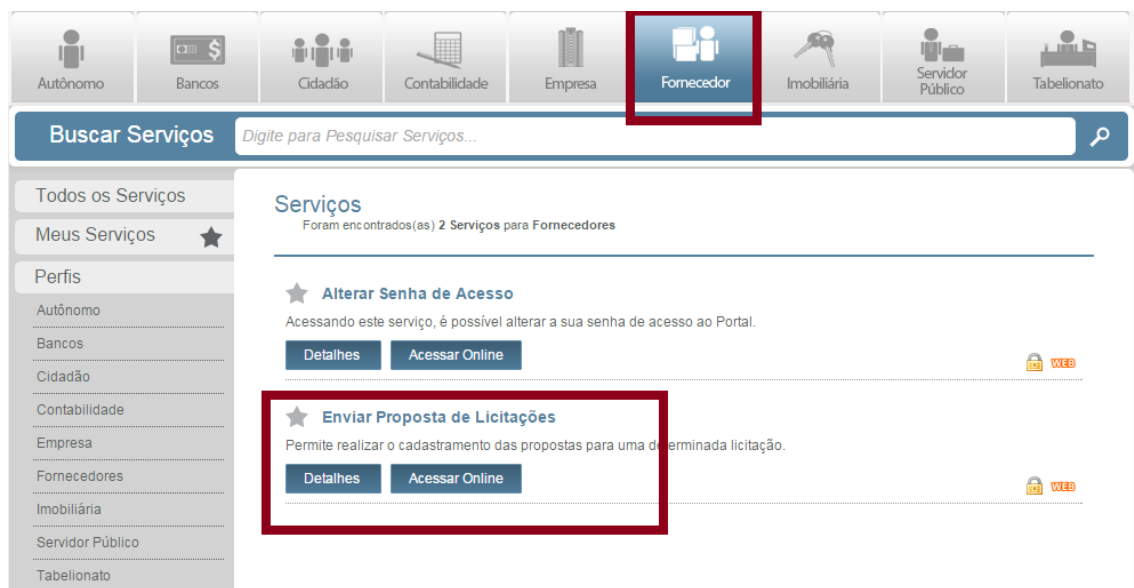 Autônomo
Bancos
Cidadão
Contabilidade
Empresa
Fornecedor
Imobiliária
Servidor
Público
Tabelionato
Buscar Serviços
Digite para Pesquisar Serviços...
Todos os Serviços
Meus Serviços
Perfis
Autônomo
Bancos
Cidadão
Contabilidade
Empresa
Fornecedores
Imobiliária
Servidor Público
Tabelionato
Serviços
Foram encontrados(as) 2 Serviços para Fornecedores
Alterar Senha de Acesso
Acessando este serviço, é possível alterar a sua senha de acesso ao Portal.
Detalhes
Acessar Online
WEB
Enviar Proposta de Licitações
Permite realizar o cadastramento das propostas para uma determinada licitação.
Detalhes
Acessar Online
WEB